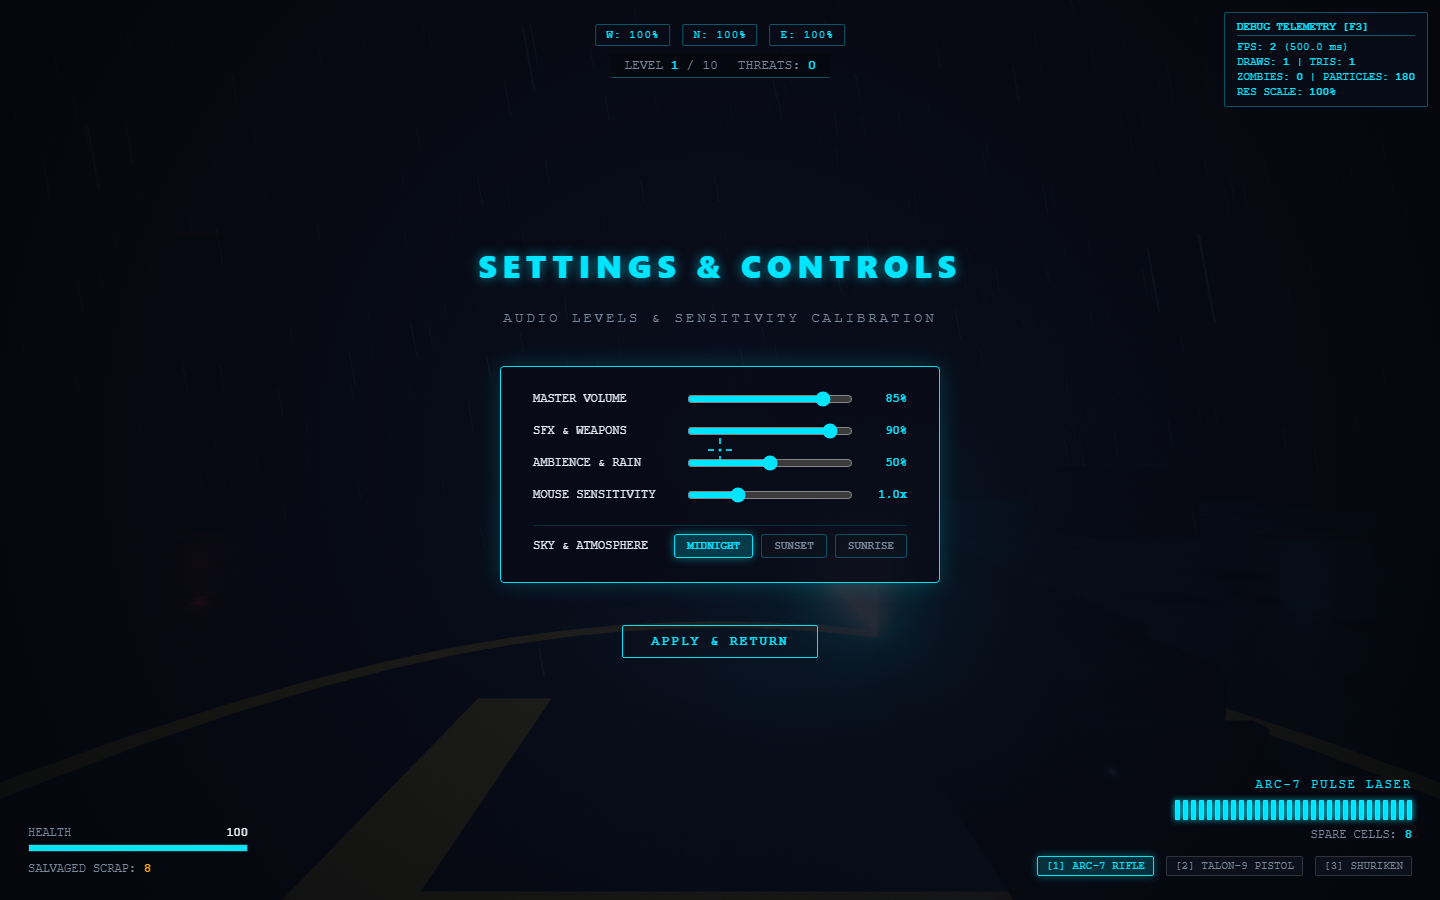 W: 100% N: 100% E: 100%
LEVEL 1 / 10 THREATS: 0
DEBUG TELEMETRY [F3]
FPS: 2 (500.0 ms)
DRAWS: 1 | TRIS: 1
ZOMBIES: 0 | PARTICLES: 180
RES SCALE: 100%
SETTINGS & CONTROLS
AUDIO LEVELS & SENSITIVITY CALIBRATION
MASTER VOLUME 85%
SFX & WEAPONS 90%
AMBIENCE & RAIN 50%
MOUSE SENSITIVITY 1.0x
SKY & ATMOSPHERE MIDNIGHT SUNSET SUNRISE
APPLY & RETURN
HEALTH 100
SALVAGED SCRAP: 8
ARC-7 PULSE LASER
SPARE CELLS: 8
[1] ARC-7 RIFLE [2] TALON-9 PISTOL [3] SHURIKEN